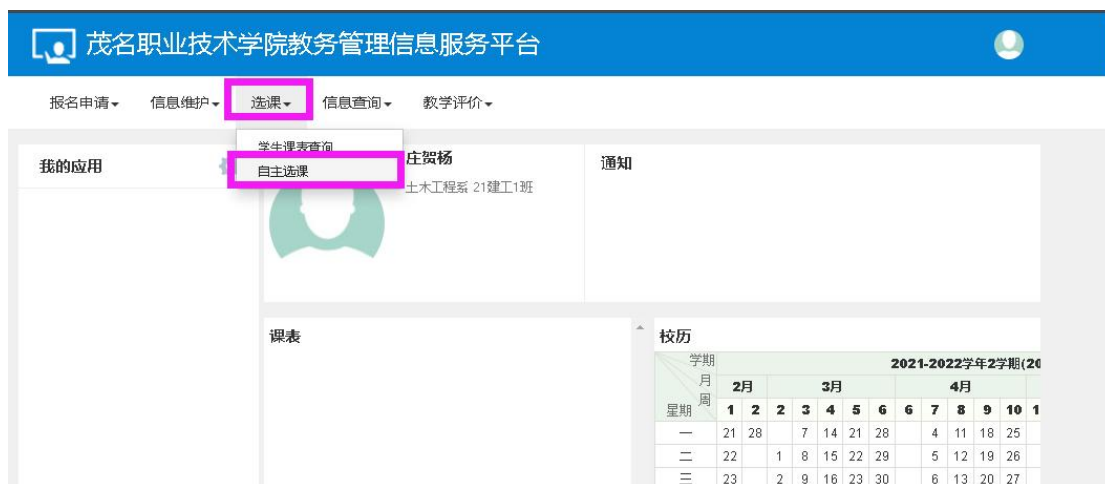 茂名职业技术学院教务管理信息服务平台
报名申请 信息维护 选课 信息查询 教学评价
学生课表查询
自主选课
我的应用
庄贺杨
土木工程系 21建工1班
通知
课表
校历
学期 2021-2022学年2学期(20
月 2月 3月 4月
周
星期 1 2 2 3 4 5 6 6 7 8 9 10 1
一 21 28 7 14 21 28 4 11 18 25
二 22 1 8 15 22 29 5 12 19 26
三 23 2 9 16 23 30 6 13 20 27